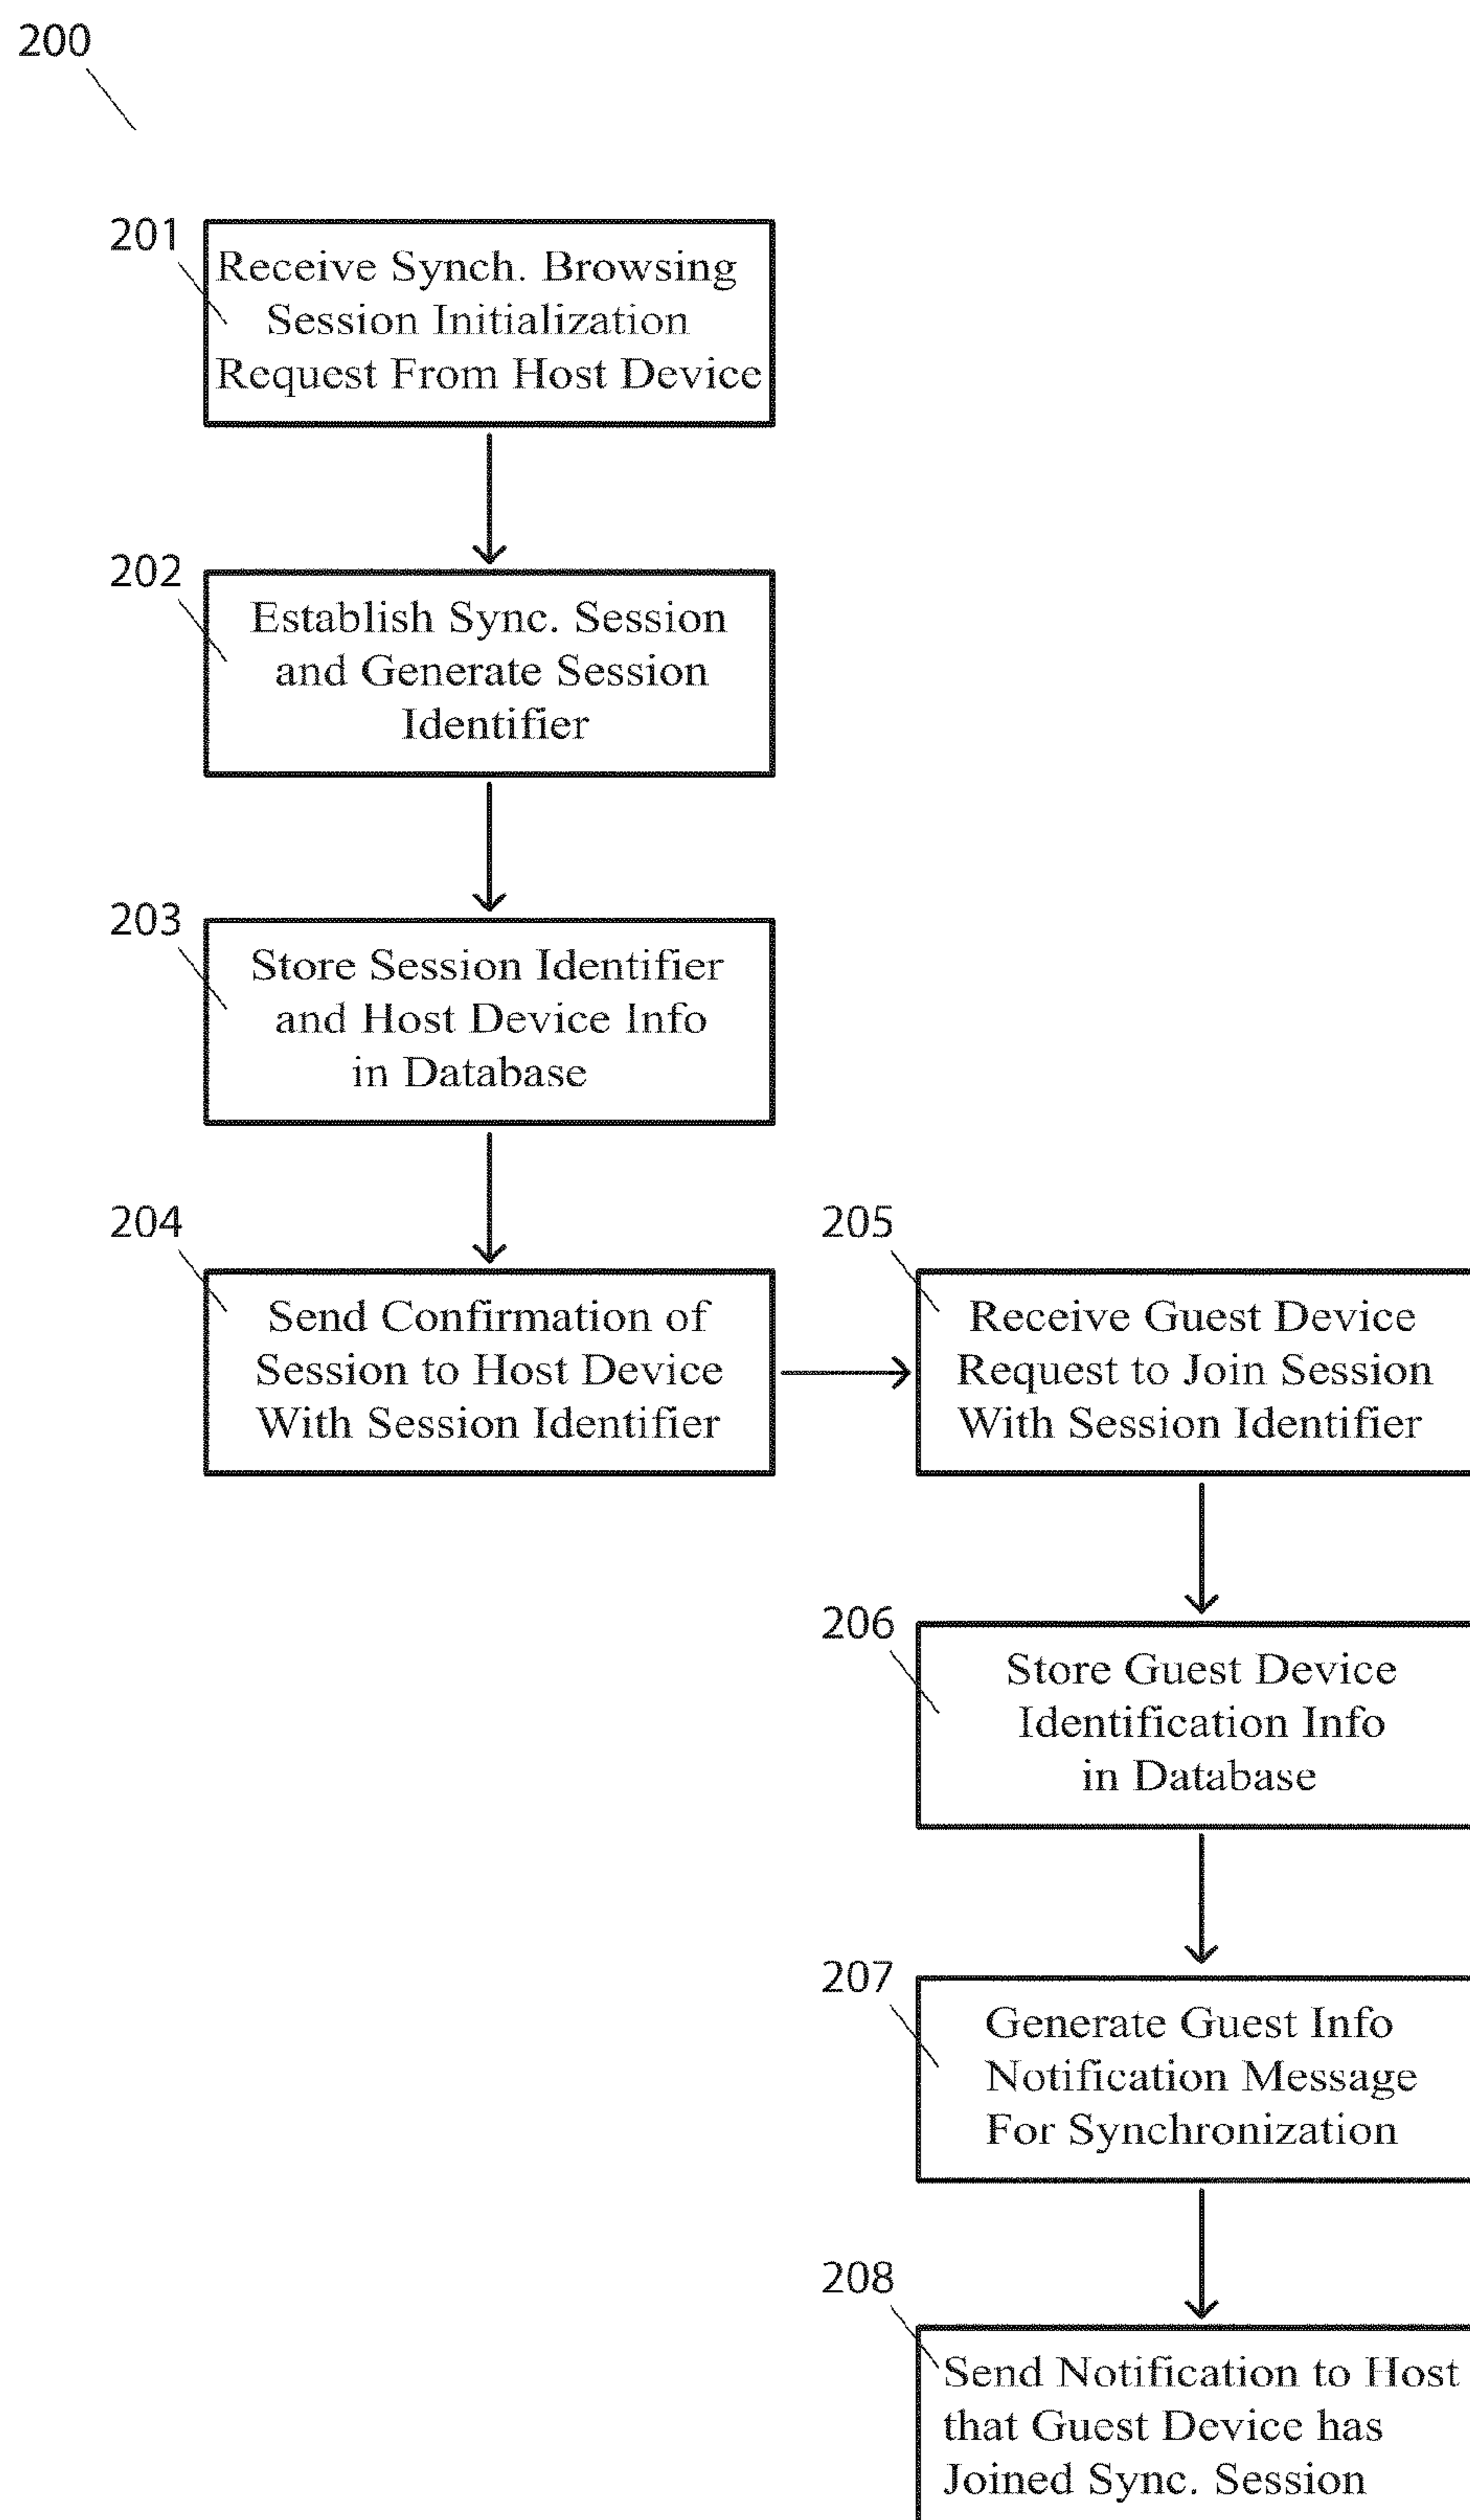 200
201
Receive Synch. Browsing
Session Initialization
Request From Host Device
202
Establish Sync. Session
and Generate Session
Identifier
203
Store Session Identifier
and Host Device Info
in Database
204
Send Confirmation of
Session to Host Device
With Session Identifier
205
Receive Guest Device
Request to Join Session
With Session Identifier
206
Store Guest Device
Identification Info
in Database
207
Generate Guest Info
Notification Message
For Synchronization
208
Send Notification to Host
that Guest Device has
Joined Sync. Session